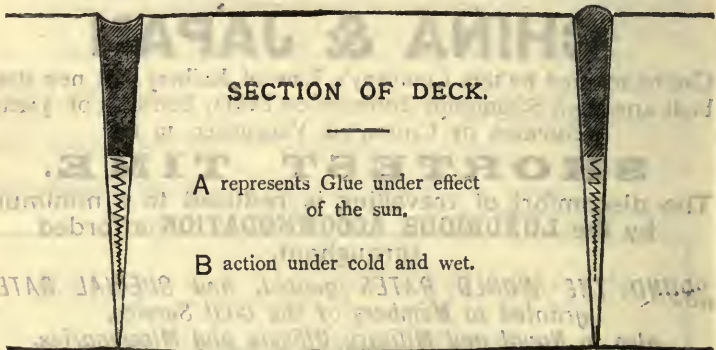 SECTION OF DECK.
A represents Glue under effect
of the sun.
B action under cold and wet.